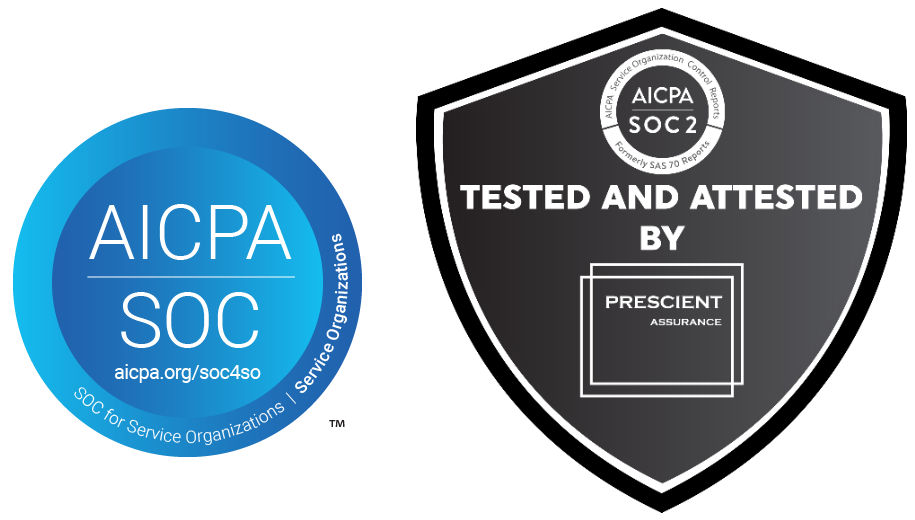 AICPA
SOC
aicpa.org/soc4so
SOC for Service Organizations | Service Organizations
TM
AICPA Service Organization Control Reports
AICPA
SOC 2
Formerly SAS 70 Reports
TESTED AND ATTESTED
BY
PRESCIENT
ASSURANCE